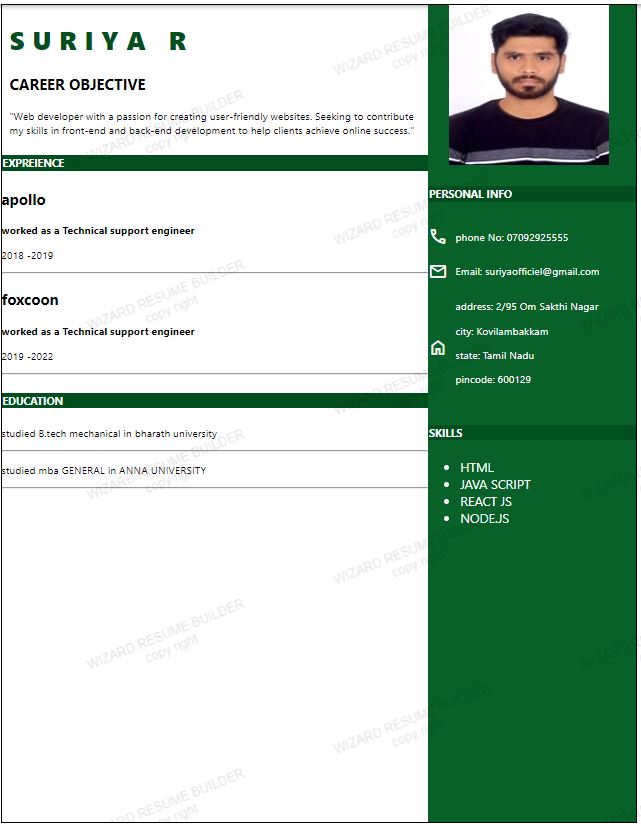 SURIYA R
CAREER OBJECTIVE
"Web developer with a passion for creating user-friendly websites. Seeking to contribute
my skills in front-end and back-end development to help clients achieve online success."
EXPREIENCE
apollo
worked as a Technical support engineer
2018 -2019
foxcoon
worked as a Technical support engineer
2019 -2022
EDUCATION
studied B.tech mechanical in bharath university
studied mba GENERAL in ANNA UNIVERSITY
PERSONAL INFO
phone No: 07092925555
Email: suriyaofficiel@gmail.com
address: 2/95 Om Sakthi Nagar
city: Kovilambakkam
state: Tamil Nadu
pincode: 600129
SKILLS
HTML
JAVA SCRIPT
REACT JS
NODE.JS
WIZARD RESUME BUILDER
copy right